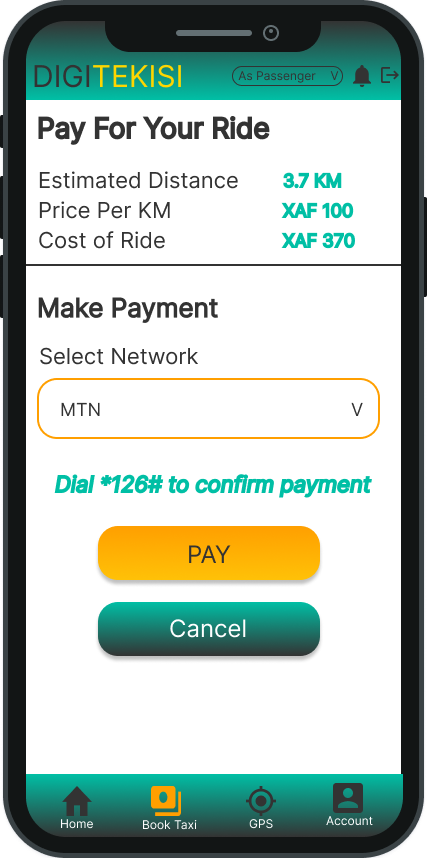 DIGITEKISI As Passenger V
Pay For Your Ride
Estimated Distance 3.7 KM
Price Per KM XAF 100
Cost of Ride XAF 370
Make Payment
Select Network
MTN V
Dial *126# to confirm payment
PAY
Cancel
Home Book Taxi GPS Account